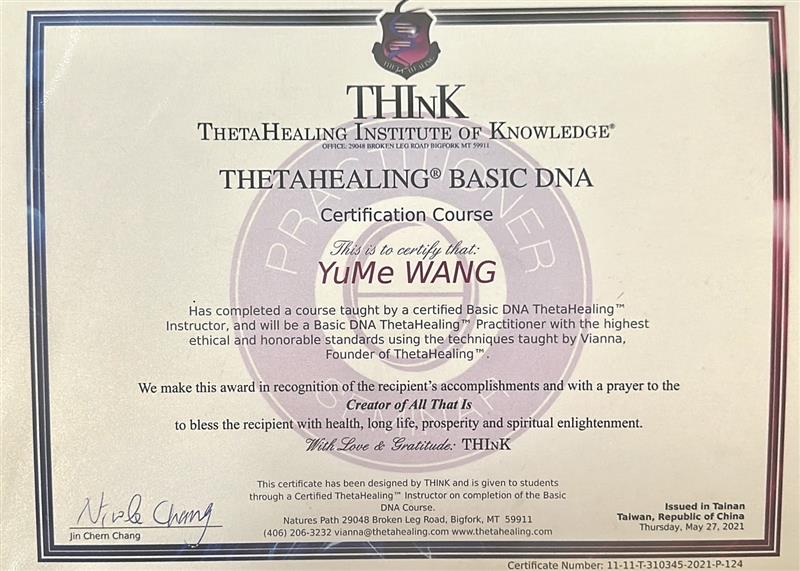 THETAHEALING
THInK
THETAHEALING INSTITUTE OF KNOWLEDGE®
OFFICE: 29048 BROKEN LEG ROAD BIGFORK MT 59911
THETAHEALING® BASIC DNA
Certification Course
This is to certify that:
YuMe WANG
Has completed a course taught by a certified Basic DNA ThetaHealing™
Instructor, and will be a Basic DNA ThetaHealing™ Practitioner with the highest
ethical and honorable standards using the techniques taught by Vianna,
Founder of ThetaHealing™.
We make this award in recognition of the recipient's accomplishments and with a prayer to the
Creator of All That Is
to bless the recipient with health, long life, prosperity and spiritual enlightenment.
With Love & Gratitude: THInK
PRACTITIONER
SEMINAR
This certificate has been designed by THINK and is given to students
through a Certified ThetaHealing™ Instructor on completion of the Basic
DNA Course.
Natures Path 29048 Broken Leg Road, Bigfork, MT 59911
(406) 206-3232 vianna@thetahealing.com www.thetahealing.com
Nicole Chang
Jin Chern Chang
Issued in Tainan
Taiwan, Republic of China
Thursday, May 27, 2021
Certificate Number: 11-11-T-310345-2021-P-124